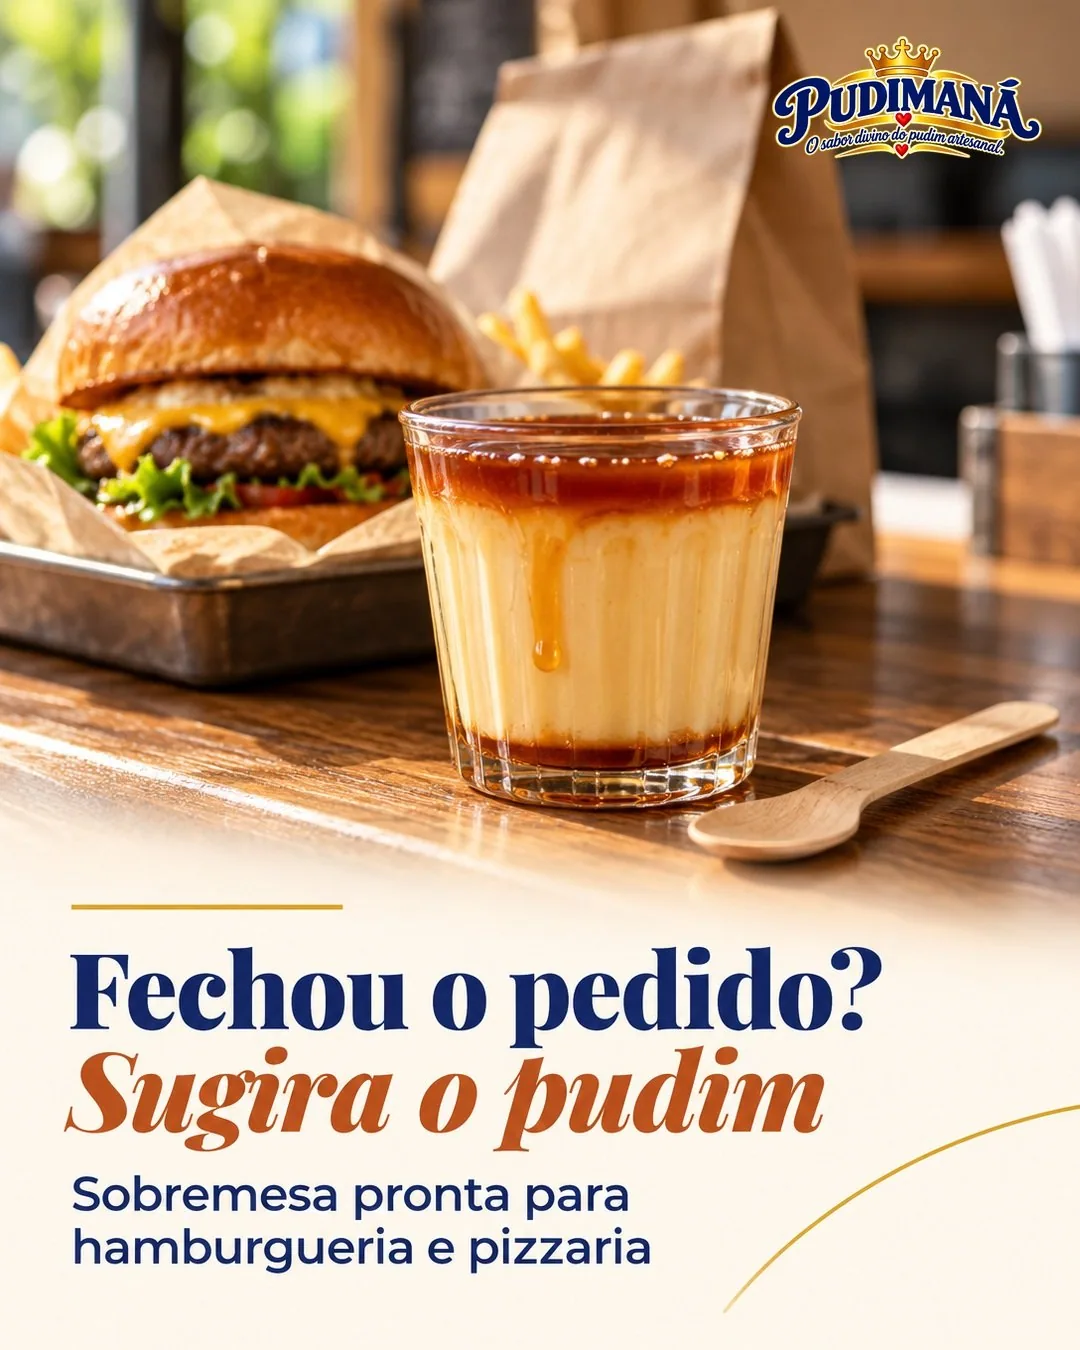 PUDIMANÁ
O sabor divino do pudim artesanal.
Fechou o pedido?
Sugira o pudim
Sobremesa pronta para
hamburgueria e pizzaria